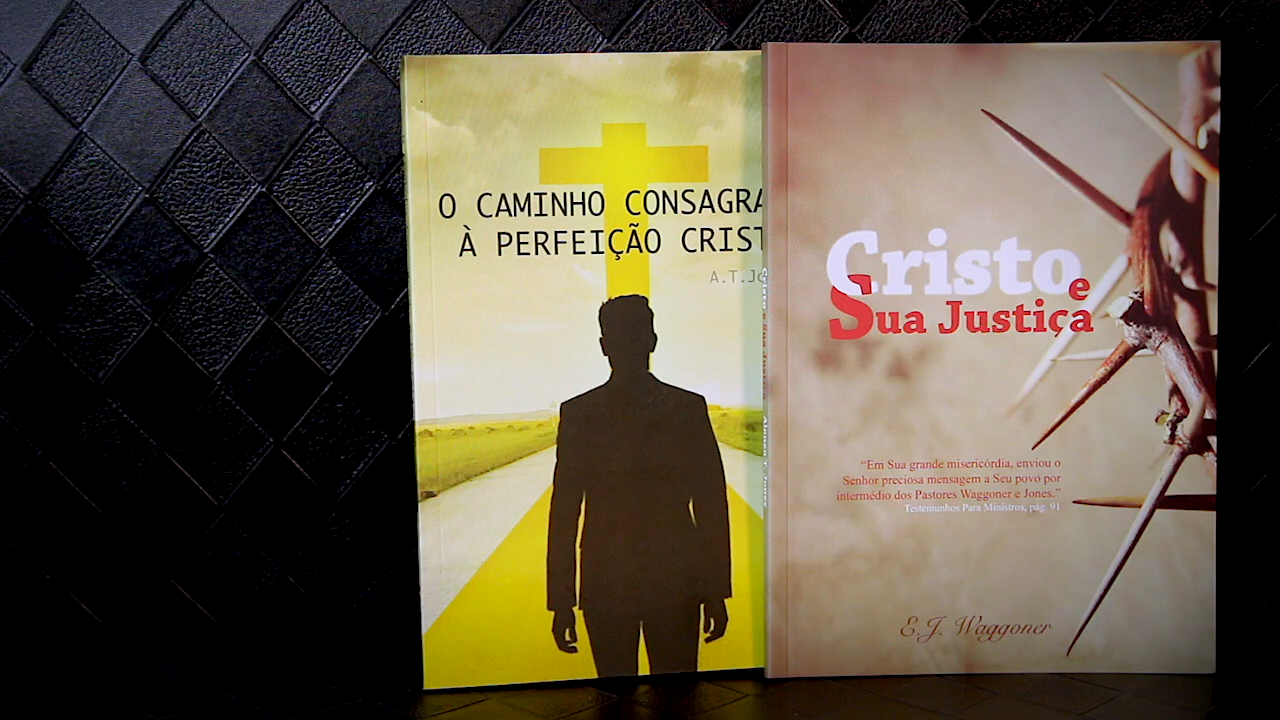 O CAMINHO CONSAGRA
À PERFEIÇÃO CRIST
A.T.Jo
Cristo e
Sua Justiça
“Em Sua grande misericórdia, enviou o
Senhor preciosa mensagem a Seu povo por
intermédio dos Pastores Waggoner e Jones.”
Testemunhos Para Ministros, pág. 91
E.J. Waggoner